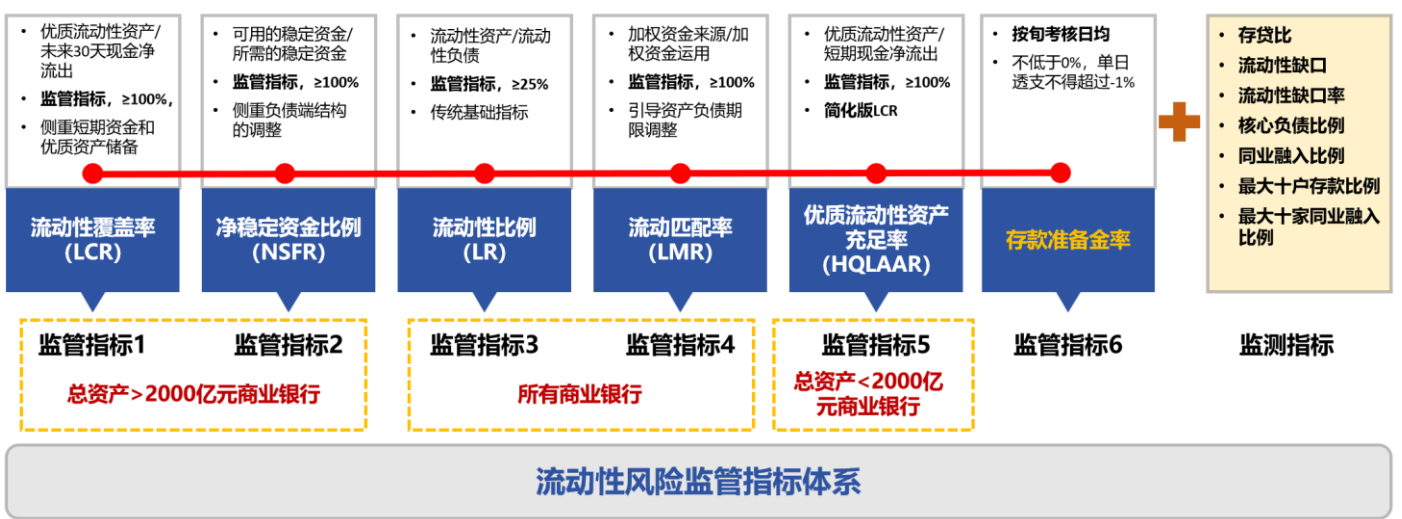 • 优质流动性资产/
未来30天现金净
流出
• 监管指标，≥100%，
• 侧重短期资金和
优质资产储备
流动性覆盖率
(LCR)
监管指标1
• 可用的稳定资金/
所需的稳定资金
• 监管指标，≥100%
• 侧重负债端结构
的调整
净稳定资金比例
(NSFR)
监管指标2
总资产>2000亿元商业银行
• 流动性资产/流动
性负债
• 监管指标，≥25%
• 传统基础指标
流动性比例
(LR)
监管指标3
• 加权资金来源/加
权资金运用
• 监管指标，≥100%
• 引导资产负债期
限调整
流动匹配率
(LMR)
监管指标4
所有商业银行
• 优质流动性资产/
短期现金净流出
• 监管指标，≥100%
• 简化版LCR
优质流动性资产
充足率
(HQLAAR)
监管指标5
总资产<2000亿
元商业银行
• 按旬考核日均
• 不低于0%，单日
透支不得超过-1%
存款准备金率
监管指标6
• 存贷比
• 流动性缺口
• 流动性缺口率
• 核心负债比例
• 同业融入比例
• 最大十户存款比例
• 最大十家同业融入
比例
监测指标
流动性风险监管指标体系